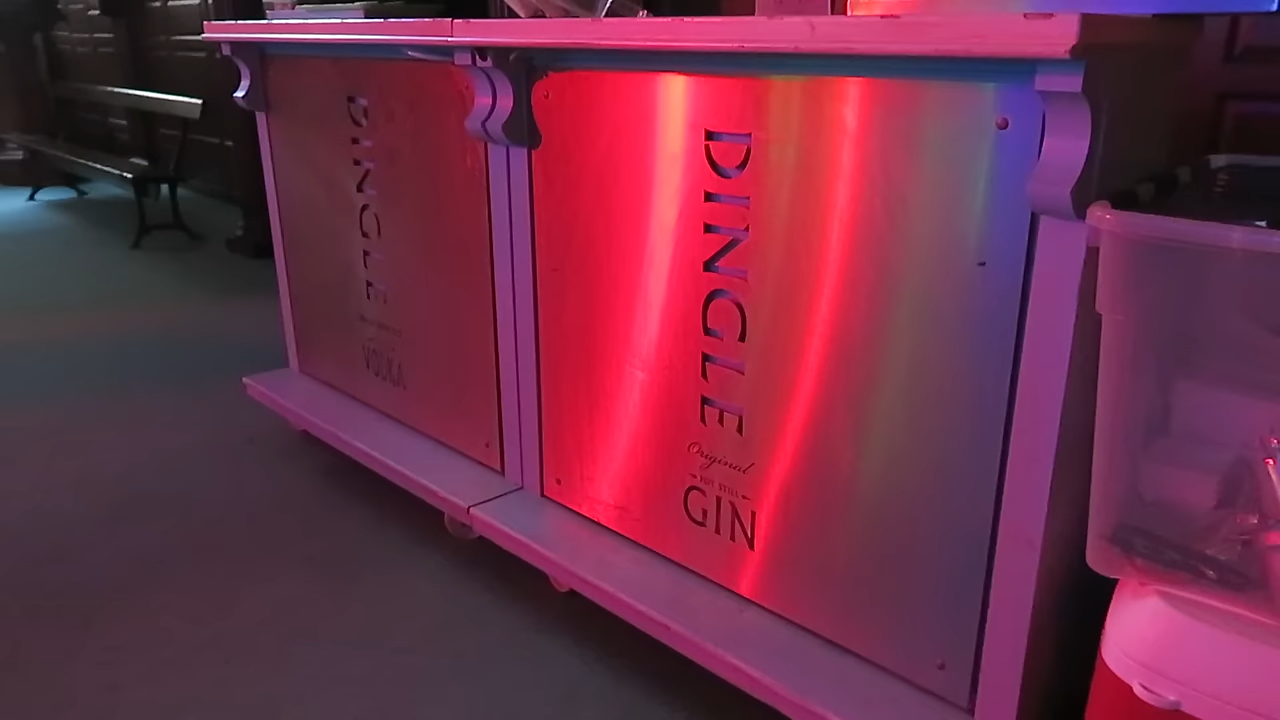 DINGLE
VODKA
DINGLE
Original
POT STILL
GIN